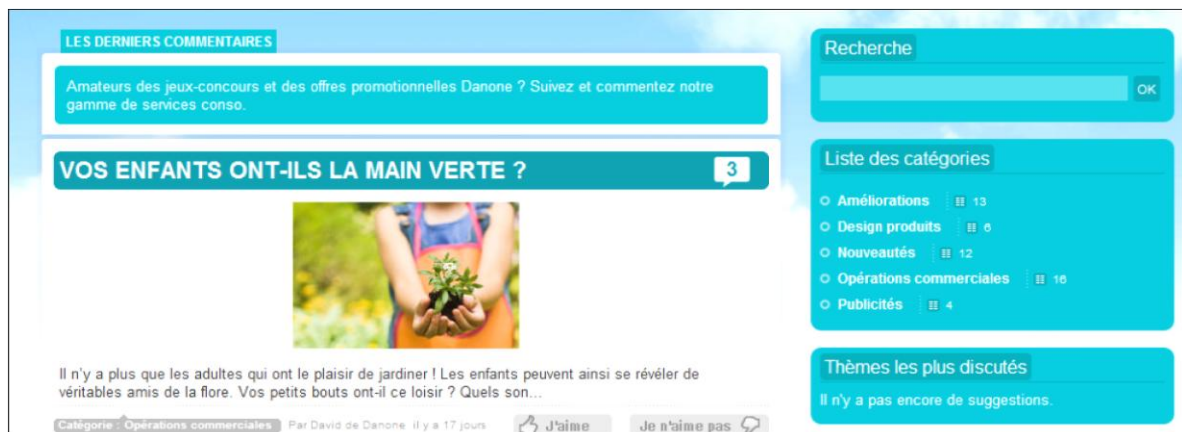 LES DERNIERS COMMENTAIRES
Amateurs des jeux-concours et des offres promotionnelles Danone ? Suivez et commentez notre
gamme de services conso.
VOS ENFANTS ONT-ILS LA MAIN VERTE ?
3
Il n'y a plus que les adultes qui ont le plaisir de jardiner ! Les enfants peuvent ainsi se révéler de
véritables amis de la flore. Vos petits bouts ont-il ce loisir ? Quels son...
Catégorie : Opérations commerciales
Par David de Danone il y a 17 jours
J'aime
Je n'aime pas
Recherche
OK
Liste des catégories
Améliorations 13
Design produits 6
Nouveautés 12
Opérations commerciales 16
Publicités 4
Thèmes les plus discutés
Il n'y a pas encore de suggestions.